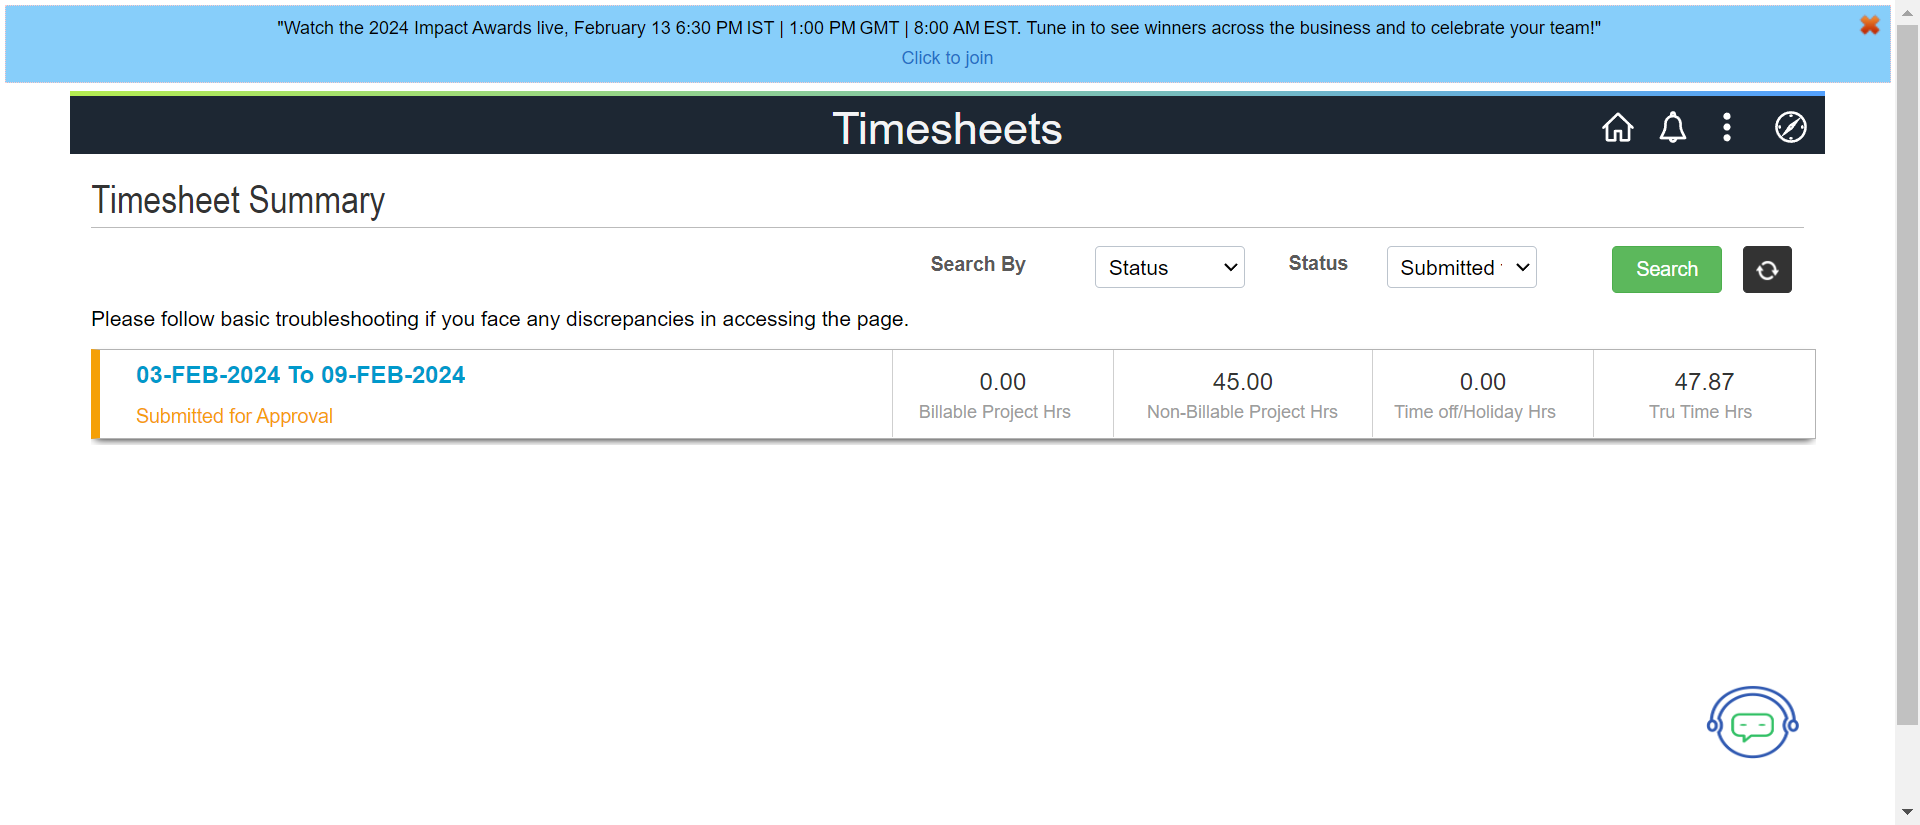 "Watch the 2024 Impact Awards live, February 13 6:30 PM IST | 1:00 PM GMT | 8:00 AM EST. Tune in to see winners across the business and to celebrate your team!"
Click to join
Timesheets
Timesheet Summary
Search By
Status
Status
Submitted
Search
Please follow basic troubleshooting if you face any discrepancies in accessing the page.
03-FEB-2024 To 09-FEB-2024
Submitted for Approval
0.00
Billable Project Hrs
45.00
Non-Billable Project Hrs
0.00
Time off/Holiday Hrs
47.87
Tru Time Hrs